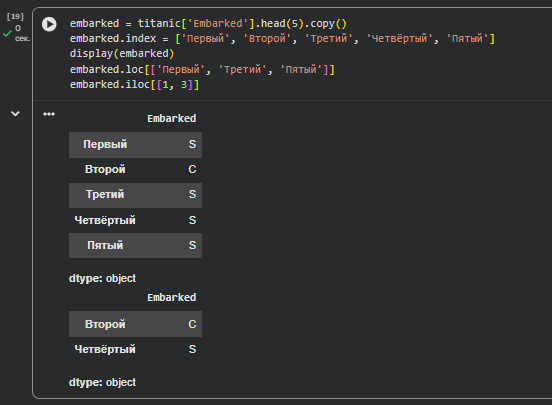 [19]
0
сек.
embarked = titanic['Embarked'].head(5).copy()
embarked.index = ['Первый', 'Второй', 'Третий', 'Четвёртый', 'Пятый']
display(embarked)
embarked.loc[['Первый', 'Третий', 'Пятый']]
embarked.iloc[[1, 3]]
Embarked
Первый S
Второй C
Третий S
Четвёртый S
Пятый S
dtype: object
Embarked
Второй C
Четвёртый S
dtype: object